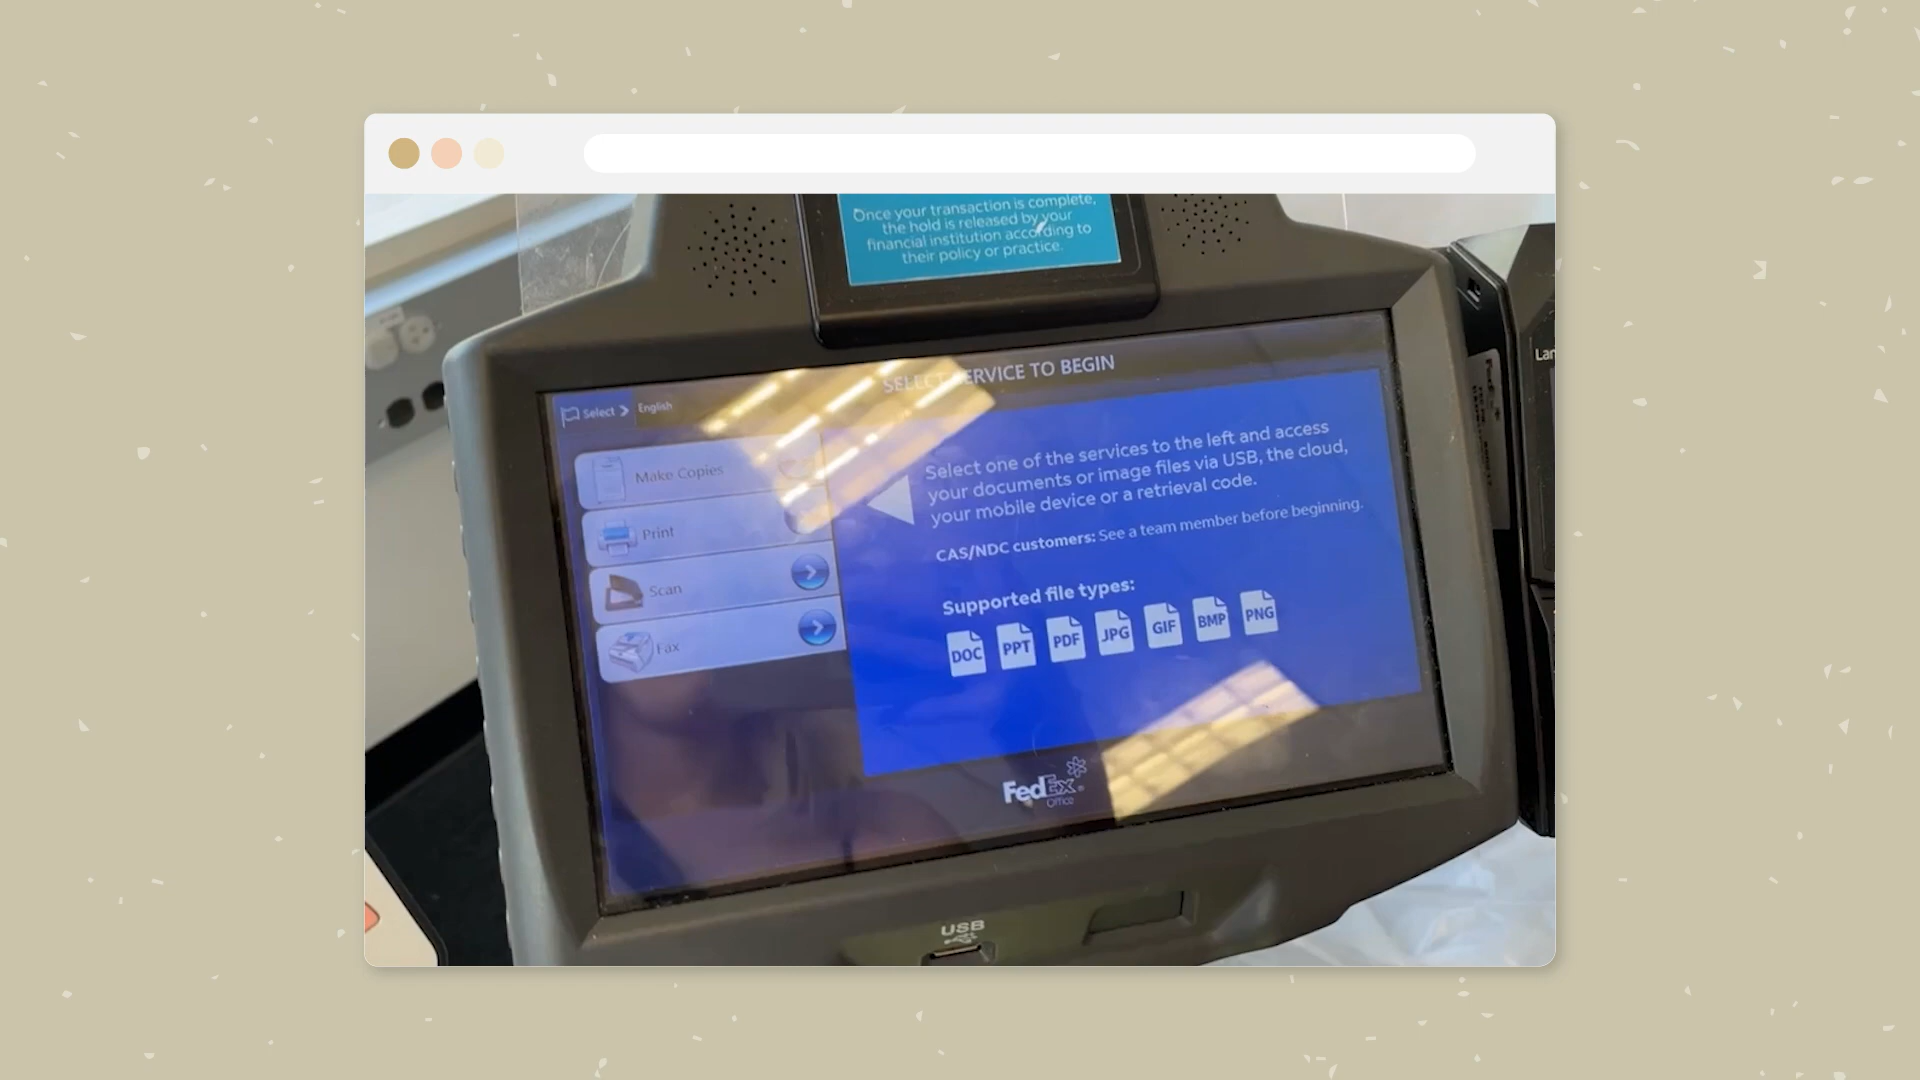 Once your transaction is complete,
the hold is released by your
financial institution according to
their policy or practice.
SELECT SERVICE TO BEGIN
Select
English
Make Copies
Print
Scan
Fax
Select one of the services to the left and access
your documents or image files via USB, the cloud,
your mobile device or a retrieval code.
CAS/NDC customers: See a team member before beginning.
Supported file types:
DOC PPT PDF JPG GIF BMP PNG
FedEx®
Office
USB
Lan